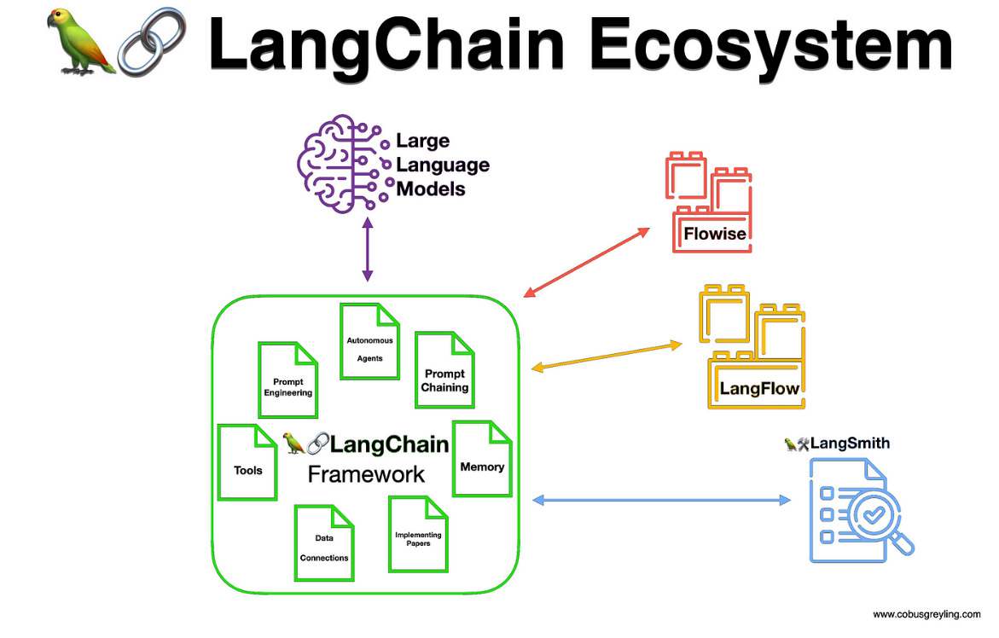 LangChain Ecosystem
Large
Language
Models
Flowise
LangFlow
LangSmith
Autonomous
Agents
Prompt
Chaining
Prompt
Engineering
LangChain
Framework
Tools
Memory
Data
Connections
Implementing
Papers
www.cobusgreyling.com